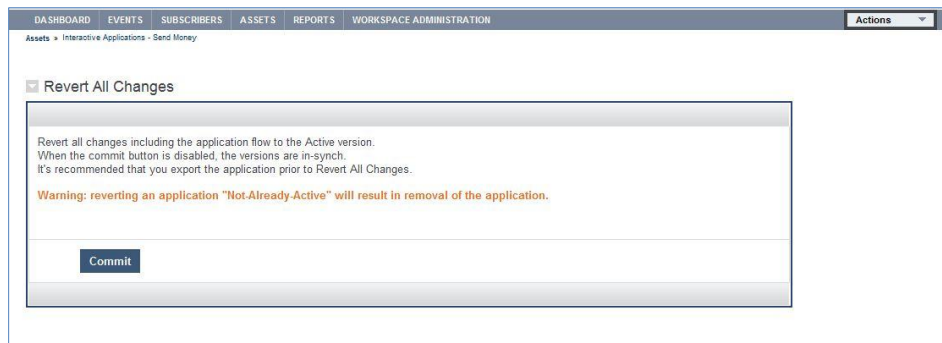 DASHBOARD EVENTS SUBSCRIBERS ASSETS REPORTS WORKSPACE ADMINISTRATION Actions
Assets » Interactive Applications - Send Money
Revert All Changes
Revert all changes including the application flow to the Active version.
When the commit button is disabled, the versions are in-synch.
It's recommended that you export the application prior to Revert All Changes.
Warning: reverting an application "Not-Already-Active" will result in removal of the application.
Commit